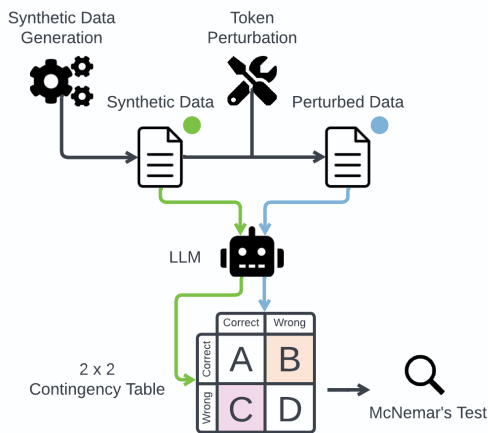 Synthetic Data
Generation
Token
Perturbation
Synthetic Data
Perturbed Data
LLM
Correct
Wrong
Correct
A
B
2 x 2
Contingency Table
Wrong
C
D
McNemar's Test